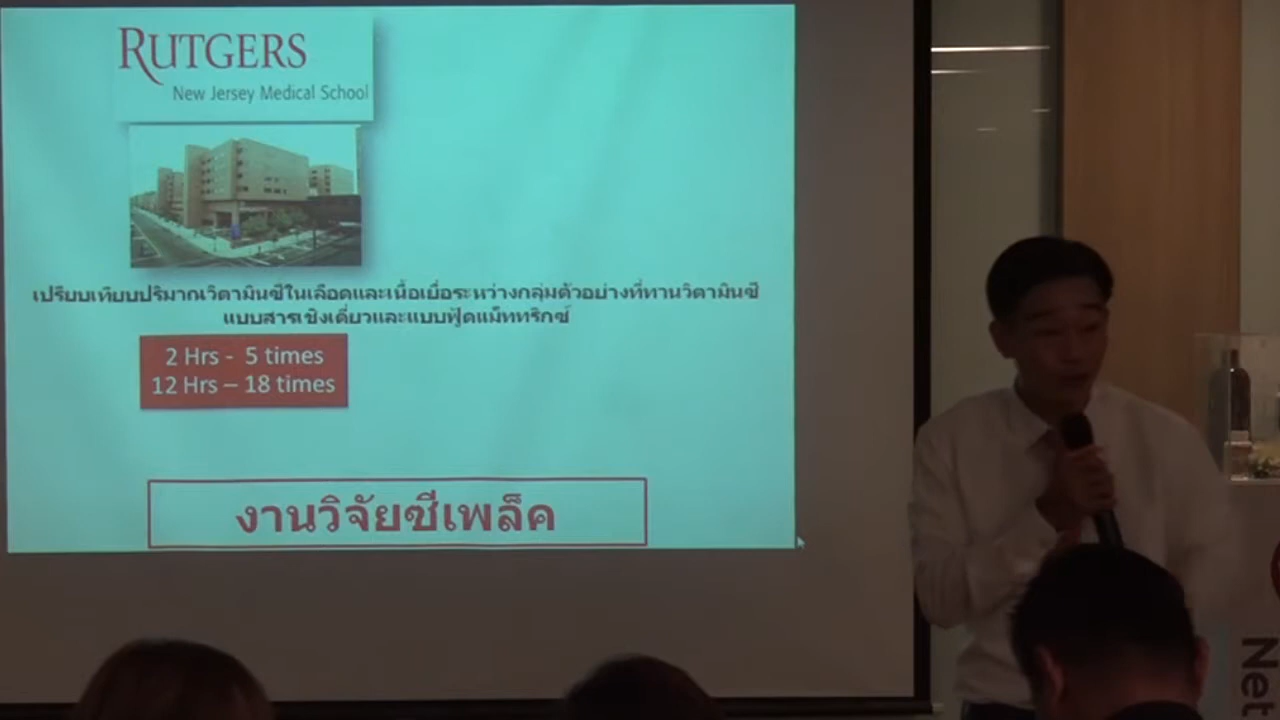 RUTGERS
New Jersey Medical School
เปรียบเทียบปริมาณวิตามินซีในเลือดและเนื้อเยื่อระหว่างกลุ่มตัวอย่างที่ทานวิตามินซี
แบบสารเชิงเดี่ยวและแบบฟู้ดแม็ททริกซ์
2 Hrs - 5 times
12 Hrs – 18 times
งานวิจัยซีเพล็ค
Net